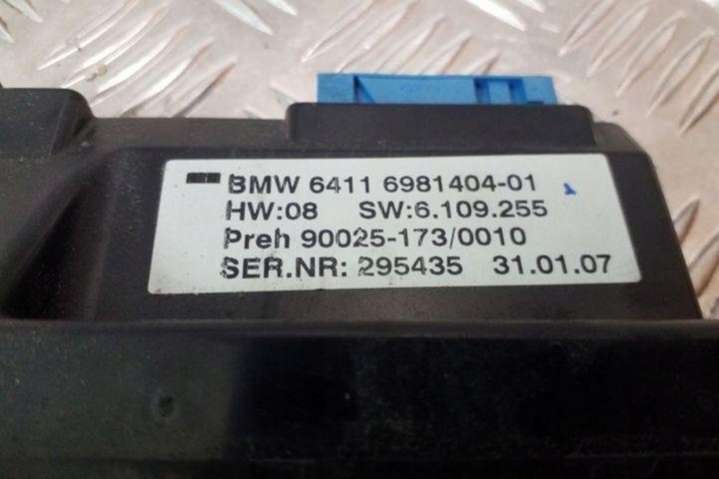 BMW 6411 6981404-01
HW:08 SW:6.109.255
Preh 90025-173/0010
SER.NR: 295435 31.01.07